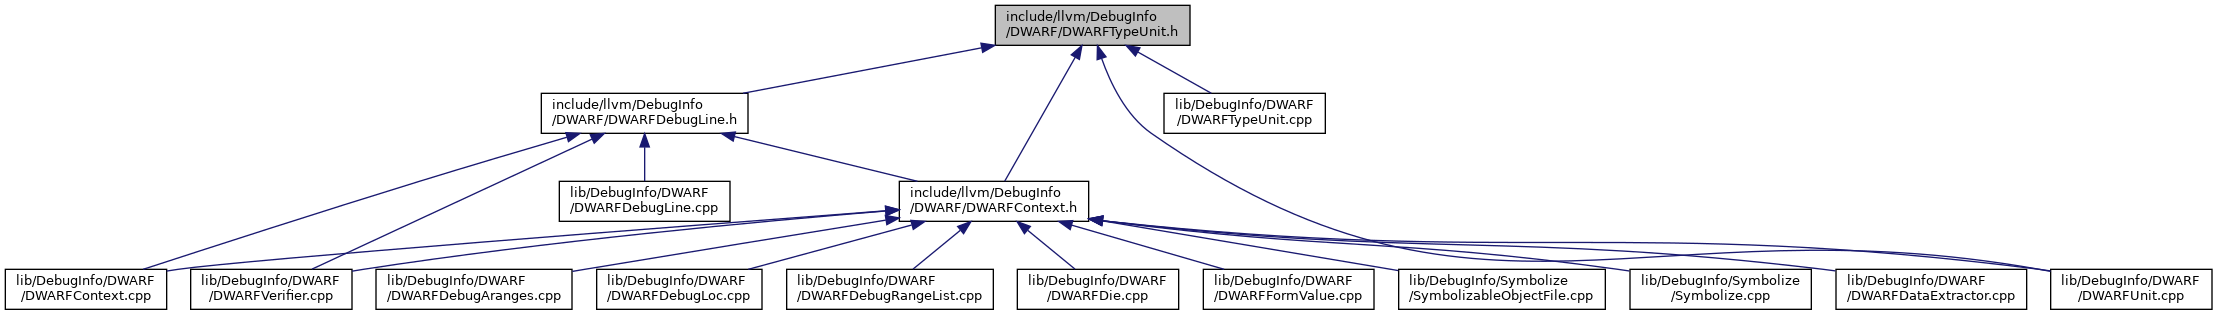 include/llvm/DebugInfo
/DWARF/DWARFTypeUnit.h
include/llvm/DebugInfo
/DWARF/DWARFDebugLine.h
lib/DebugInfo/DWARF
/DWARFTypeUnit.cpp
lib/DebugInfo/DWARF
/DWARFDebugLine.cpp
include/llvm/DebugInfo
/DWARF/DWARFContext.h
lib/DebugInfo/DWARF
/DWARFContext.cpp
lib/DebugInfo/DWARF
/DWARFVerifier.cpp
lib/DebugInfo/DWARF
/DWARFDebugAranges.cpp
lib/DebugInfo/DWARF
/DWARFDebugLoc.cpp
lib/DebugInfo/DWARF
/DWARFDebugRangeList.cpp
lib/DebugInfo/DWARF
/DWARFDie.cpp
lib/DebugInfo/DWARF
/DWARFFormValue.cpp
lib/DebugInfo/Symbolize
/SymbolizableObjectFile.cpp
lib/DebugInfo/Symbolize
/Symbolize.cpp
lib/DebugInfo/DWARF
/DWARFDataExtractor.cpp
lib/DebugInfo/DWARF
/DWARFUnit.cpp